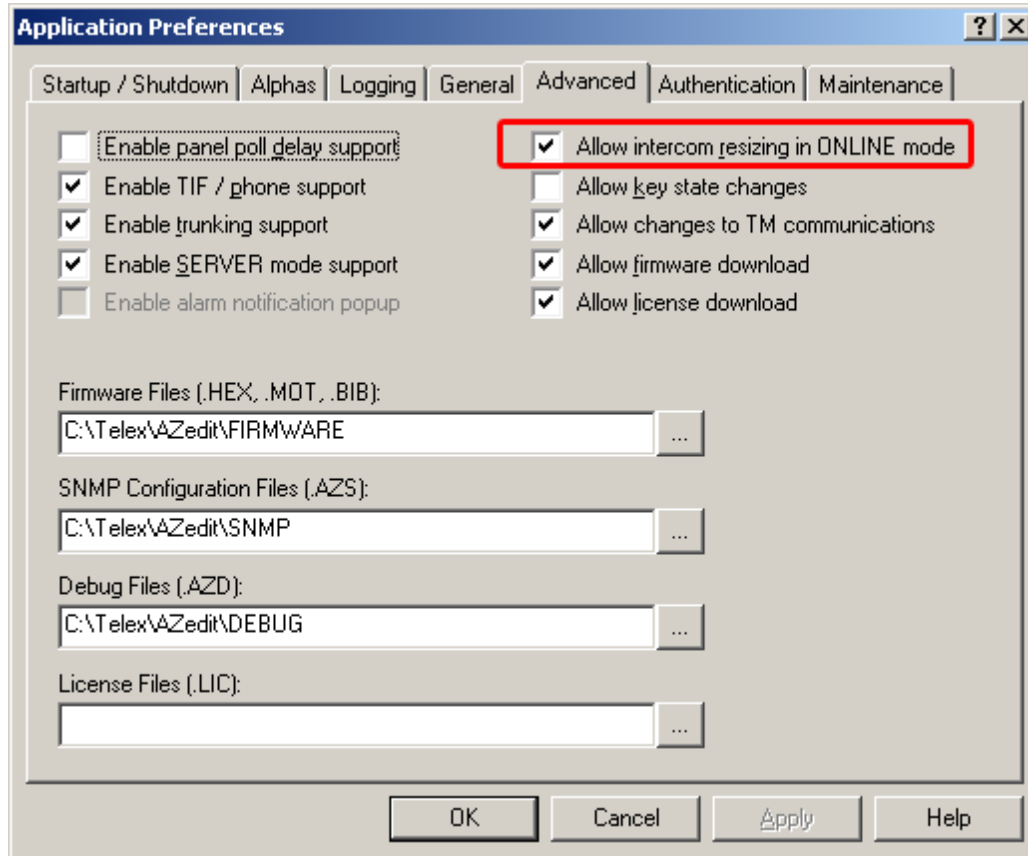 Application Preferences
Startup / Shutdown Alphas Logging General Advanced Authentication Maintenance
Enable panel poll delay support
Enable TIF / phone support
Enable trunking support
Enable SERVER mode support
Enable alarm notification popup
Allow intercom resizing in ONLINE mode
Allow key state changes
Allow changes to TM communications
Allow firmware download
Allow license download
Firmware Files (.HEX, .MOT, .BIB):
C:\Telex\AZedit\FIRMWARE ...
SNMP Configuration Files (.AZS):
C:\Telex\AZedit\SNMP ...
Debug Files (.AZD):
C:\Telex\AZedit\DEBUG ...
License Files (.LIC):
...
OK Cancel Apply Help